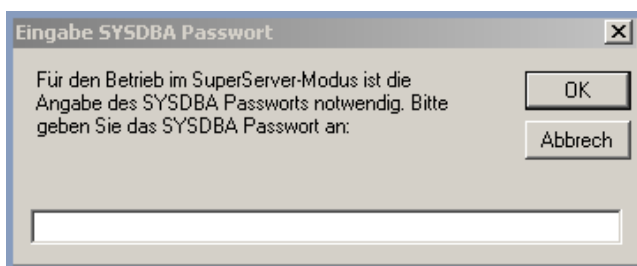 Eingabe SYSDBA Passwort
Für den Betrieb im SuperServer-Modus ist die
Angabe des SYSDBA Passworts notwendig. Bitte
geben Sie das SYSDBA Passwort an:
OK
Abbrech